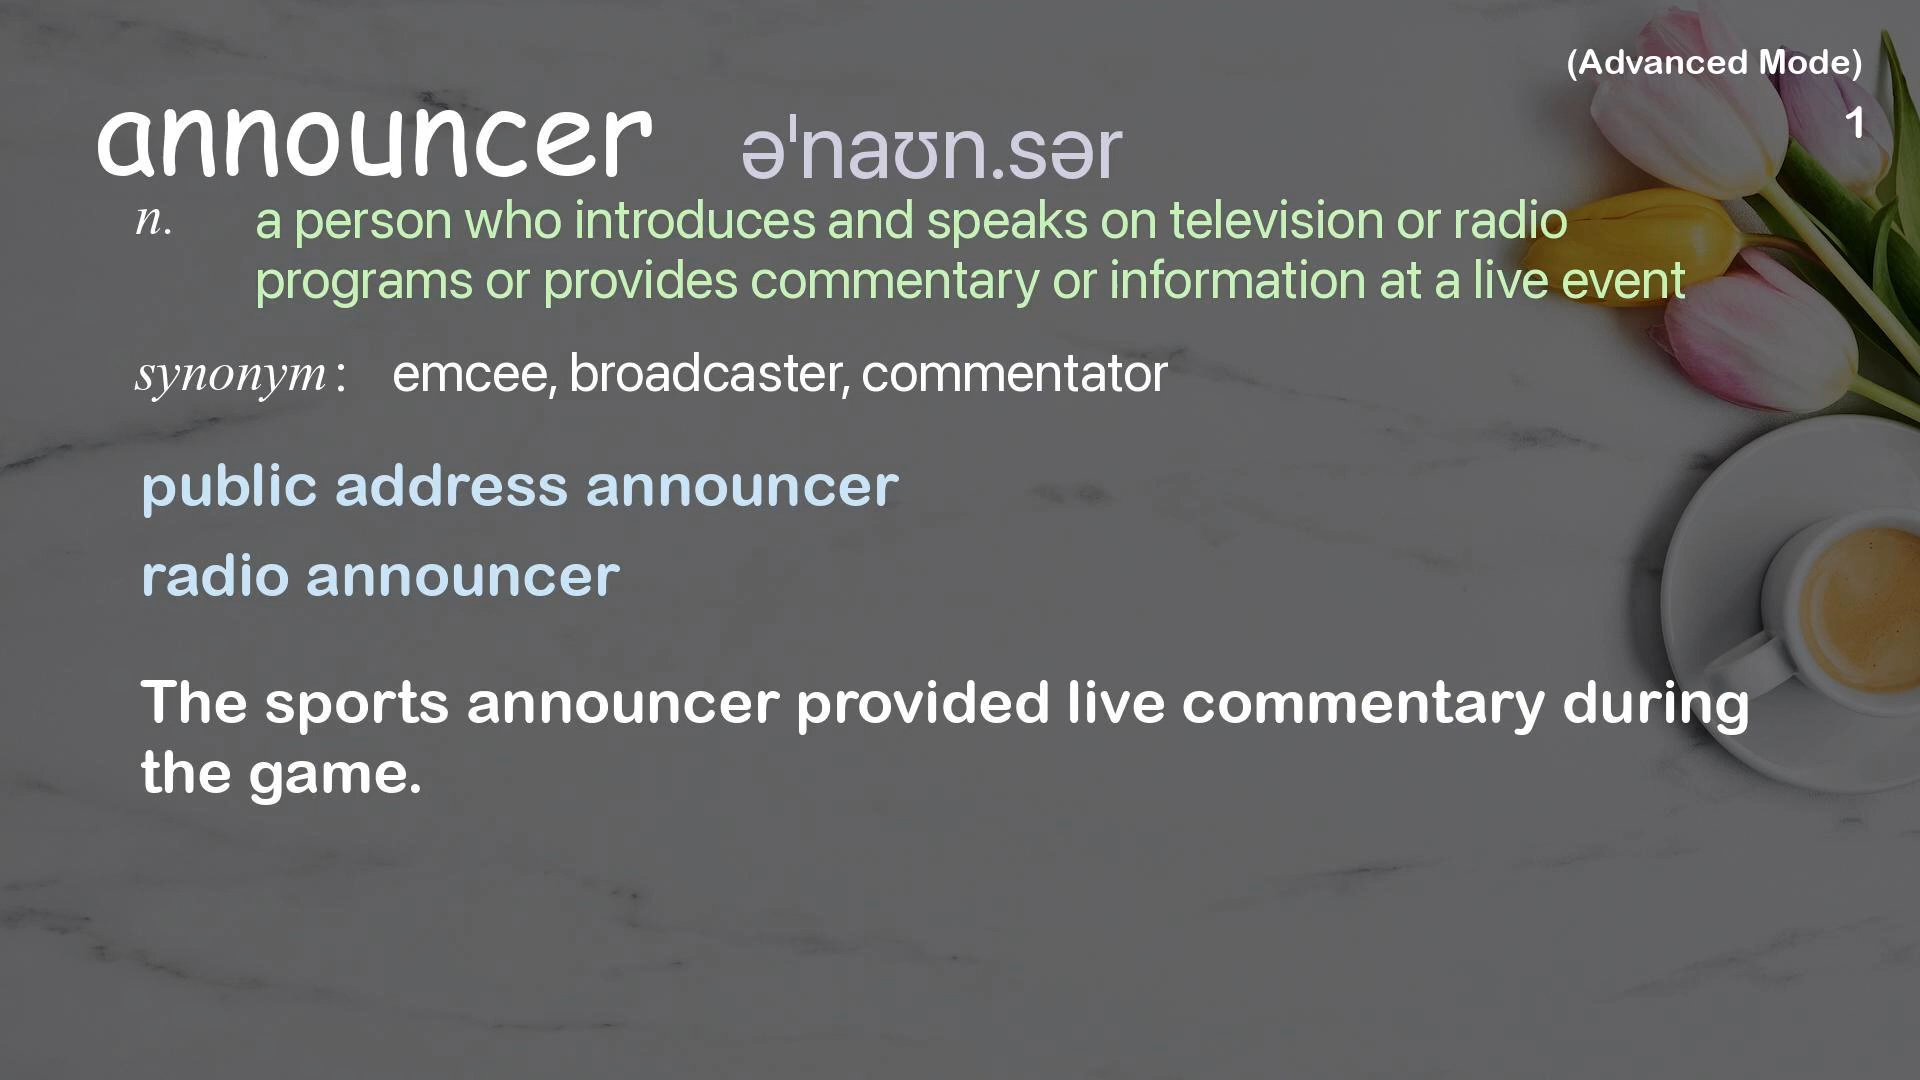 (Advanced Mode)
1
announcer əˈnaʊn.sər
n. a person who introduces and speaks on television or radio
programs or provides commentary or information at a live event
synonym : emcee, broadcaster, commentator
public address announcer
radio announcer
The sports announcer provided live commentary during
the game.